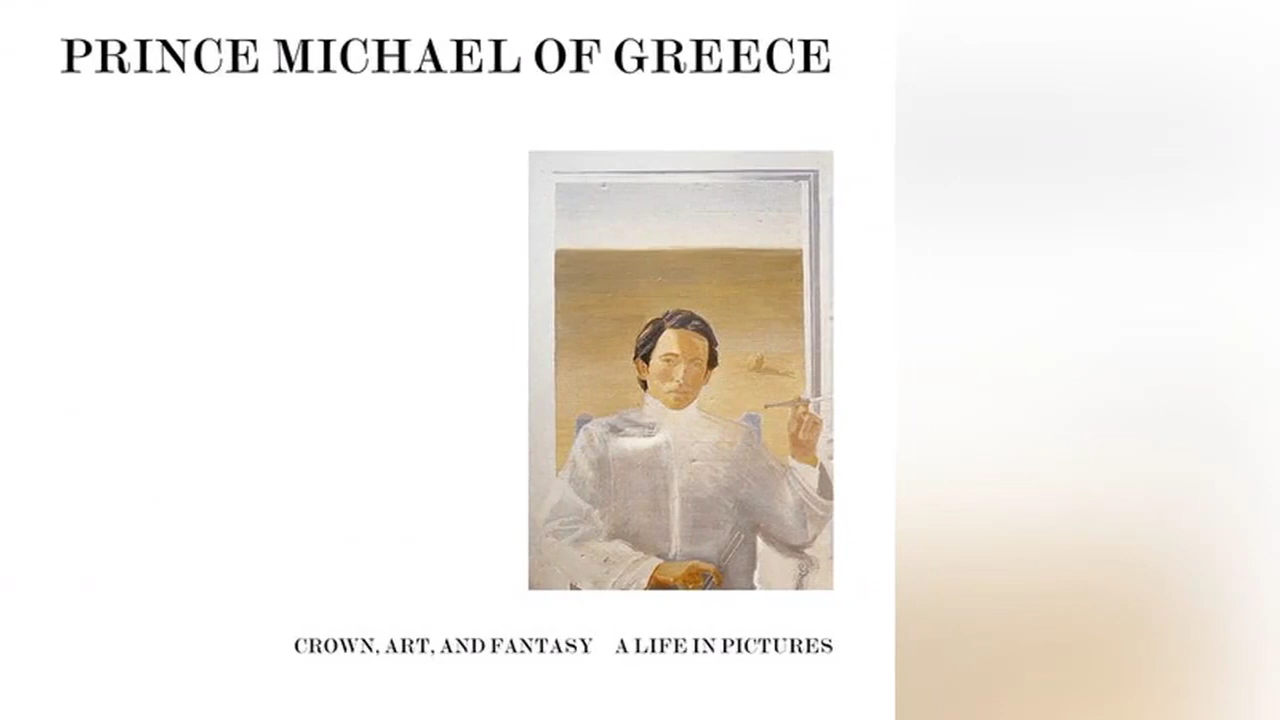 PRINCE MICHAEL OF GREECE
CROWN, ART, AND FANTASY A LIFE IN PICTURES